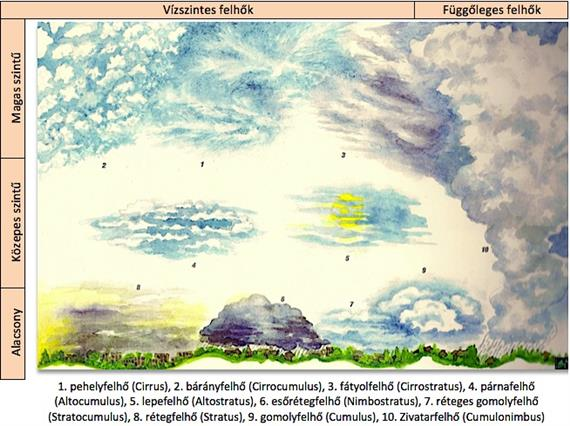 Vízszintes felhők
Függőleges felhők
Magas szintű
Közepes szintű
Alacsony
2
1
3
4
5
10
8
6
7
9
1. pehelyfelhő (Cirrus), 2. bárányfelhő (Cirrocumulus), 3. fátyolfelhő (Cirrostratus), 4. párnafelhő
(Altocumulus), 5. lepefelhő (Altostratus), 6. esőrétegfelhő (Nimbostratus), 7. réteges gomolyfelhő
(Stratocumulus), 8. rétegfelhő (Stratus), 9. gomolyfelhő (Cumulus), 10. Zivatarfelhő (Cumulonimbus)